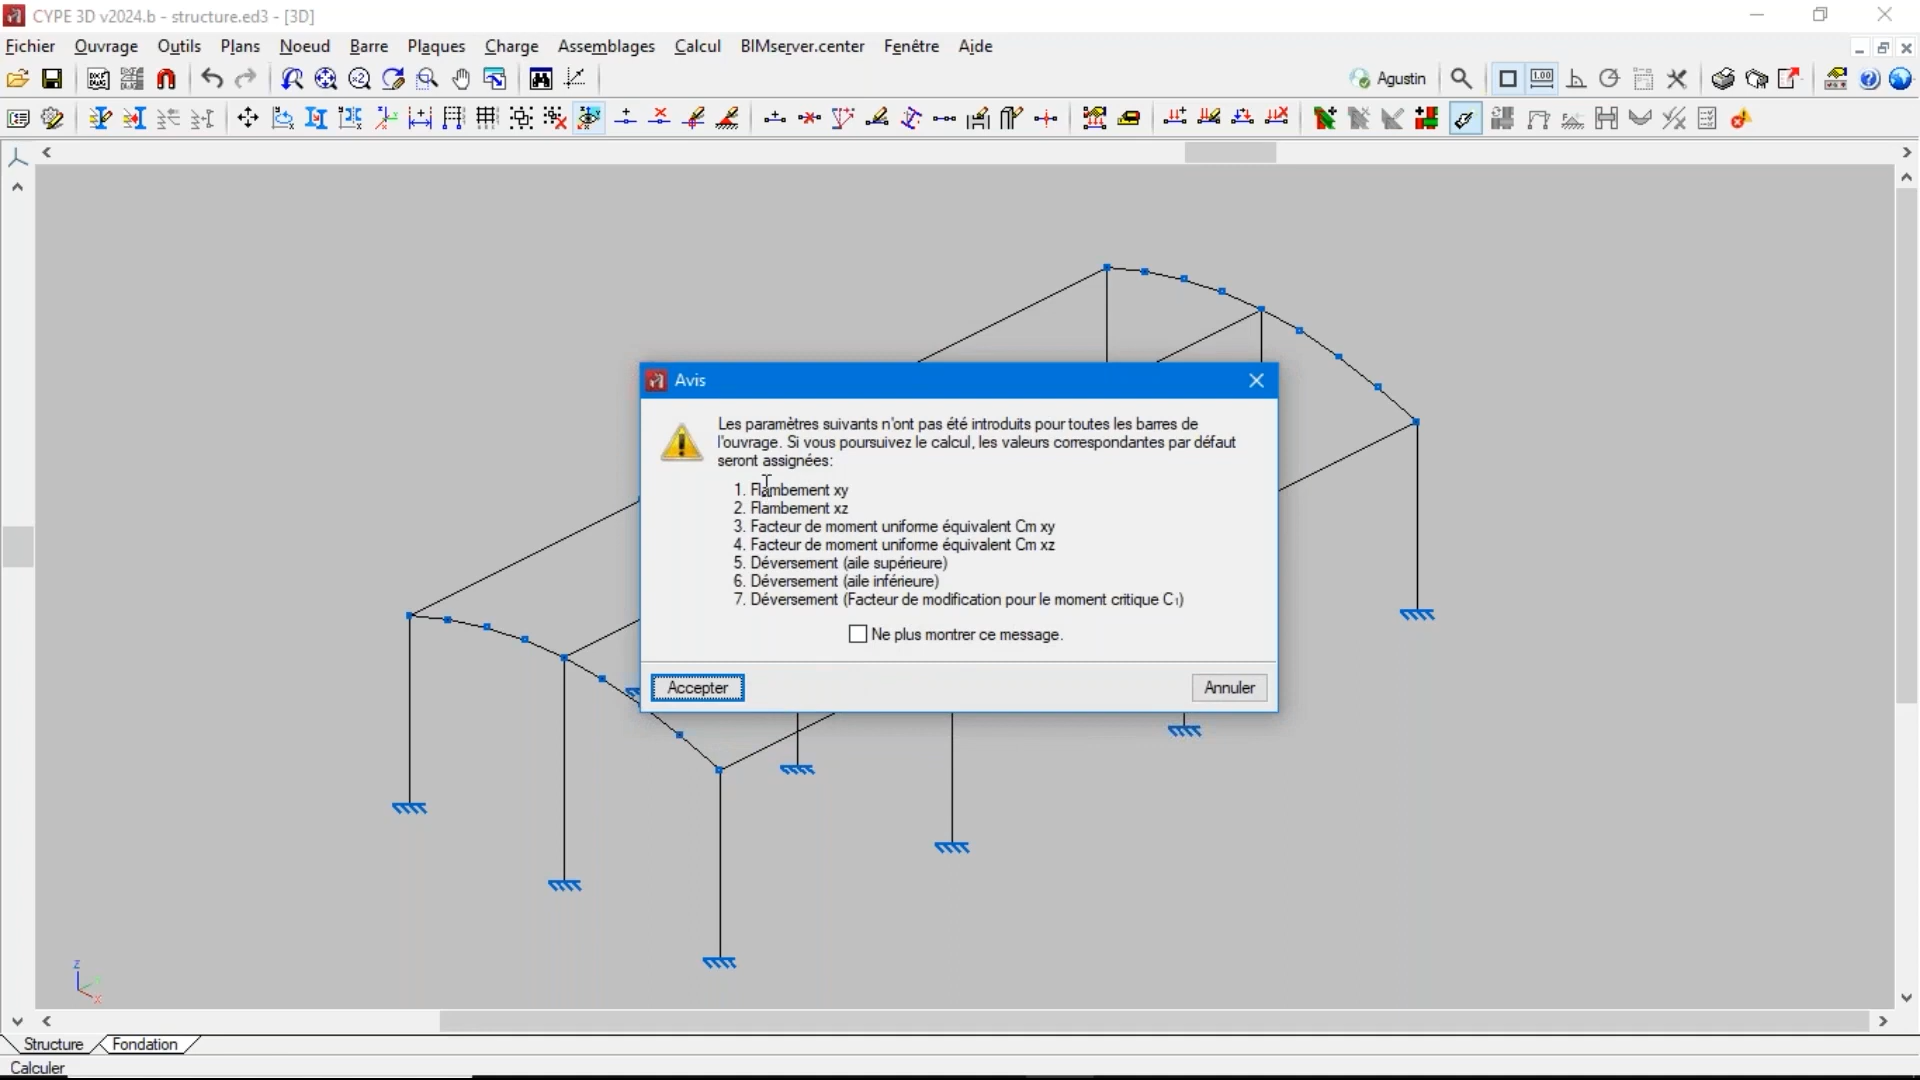 CYPE 3D v2024.b - structure.ed3 - [3D]
Fichier Ouvrage Outils Plans Noeud Barre Plaques Charge Assemblages Calcul BIMserver.center Fenêtre Aide
Agustin
Avis
Les paramètres suivants n'ont pas été introduits pour toutes les barres de
l'ouvrage. Si vous poursuivez le calcul, les valeurs correspondantes par défaut
seront assignées:
1. Flambement xy
2. Flambement xz
3. Facteur de moment uniforme équivalent Cm xy
4. Facteur de moment uniforme équivalent Cm xz
5. Déversement (aile supérieure)
6. Déversement (aile inférieure)
7. Déversement (Facteur de modification pour le moment critique C1)
Ne plus montrer ce message.
Accepter Annuler
z
x
Structure Fondation
Calculer